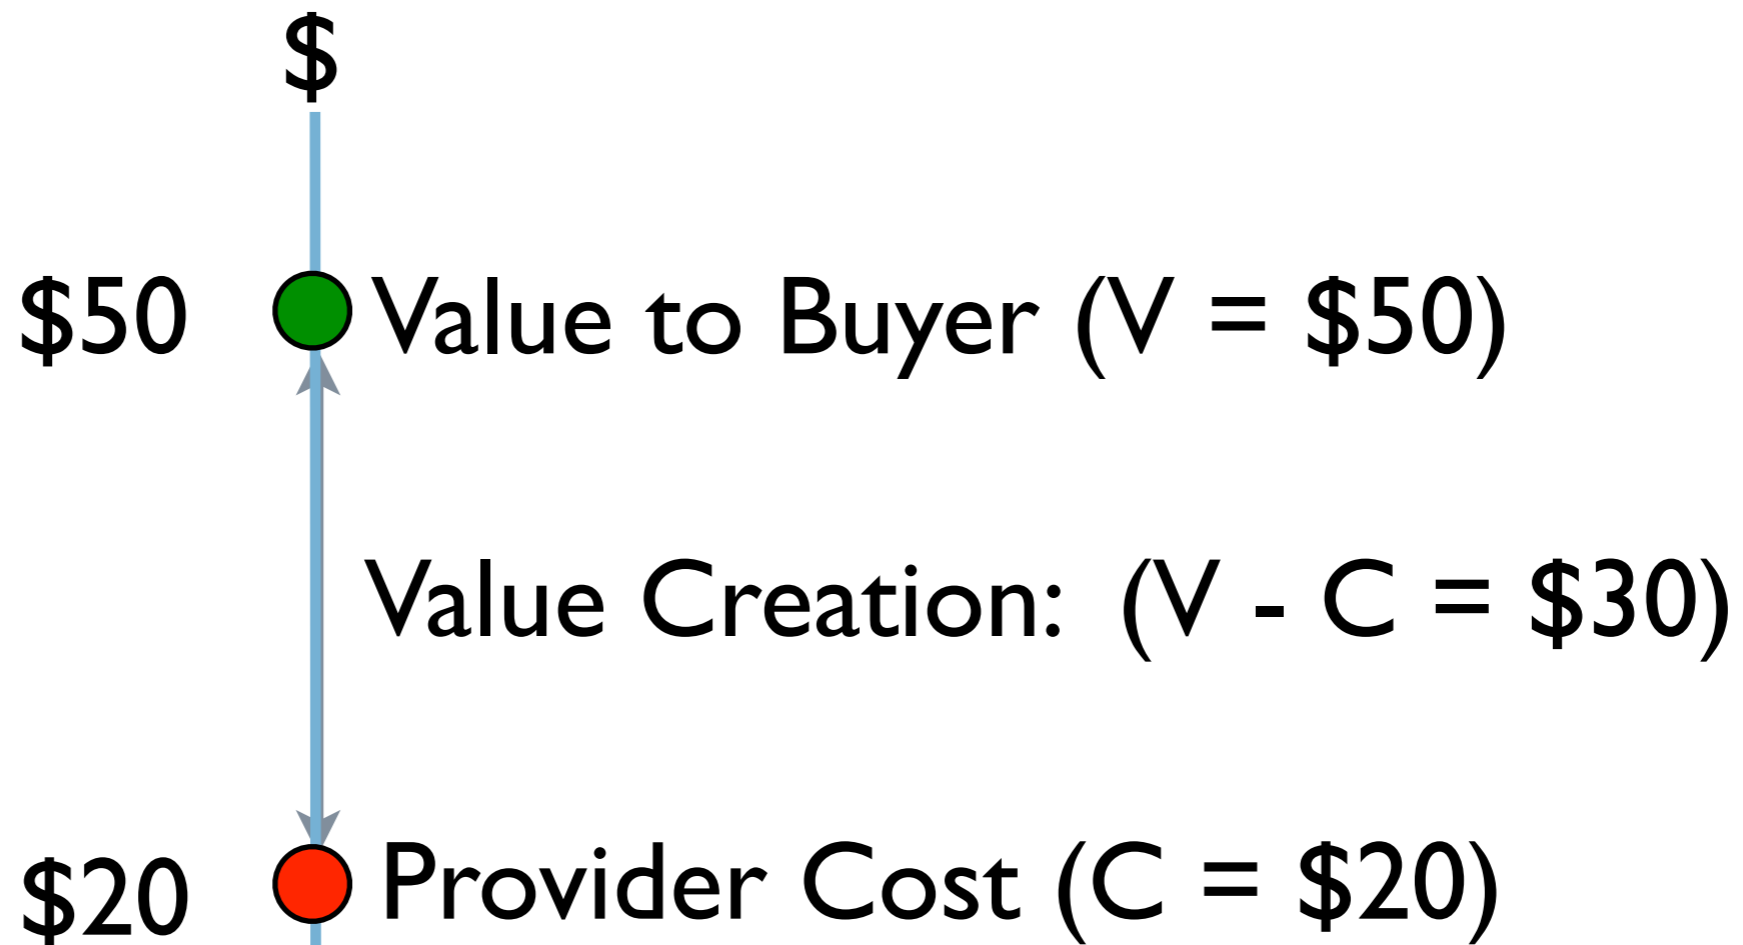 $
$50 Value to Buyer (V = $50)
Value Creation: (V - C = $30)
$20 Provider Cost (C = $20)